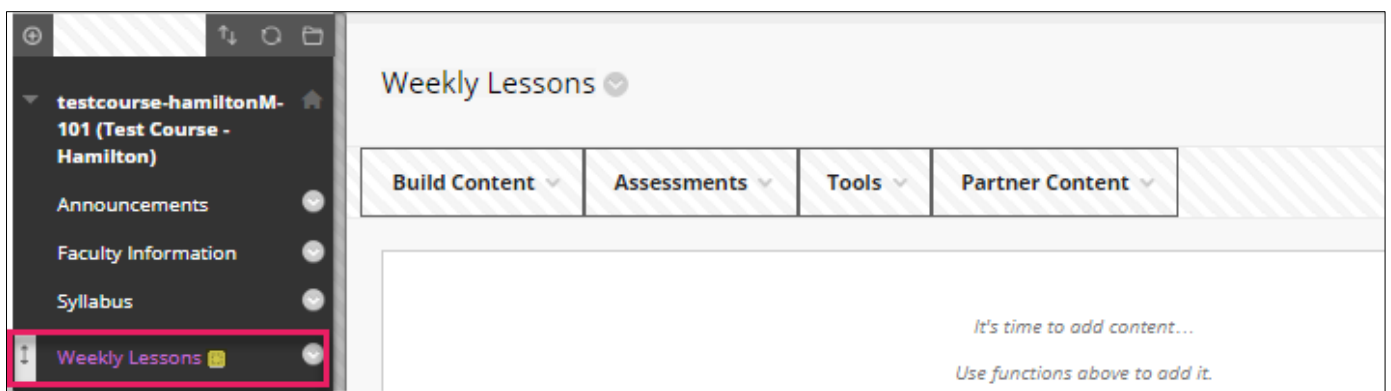 testcourse-hamiltonM-
101 (Test Course -
Hamilton)
Announcements
Faculty Information
Syllabus
Weekly Lessons
Weekly Lessons
Build Content
Assessments
Tools
Partner Content
It's time to add content...
Use functions above to add it.